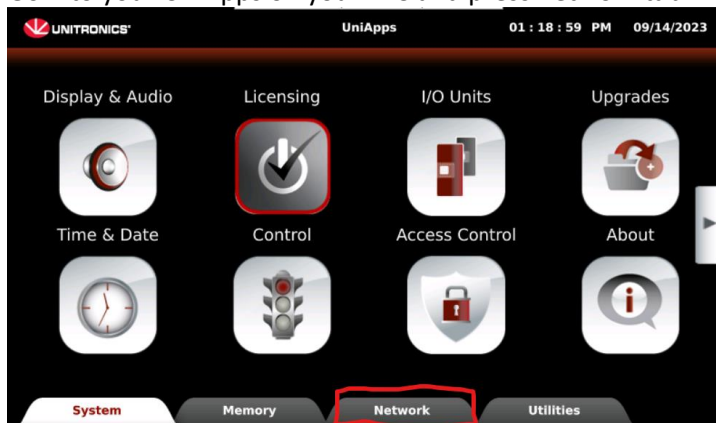 UNITRONICS UniApps 01:18:59 PM 09/14/2023
Display & Audio Licensing I/O Units Upgrades
Time & Date Control Access Control About
System Memory Network Utilities